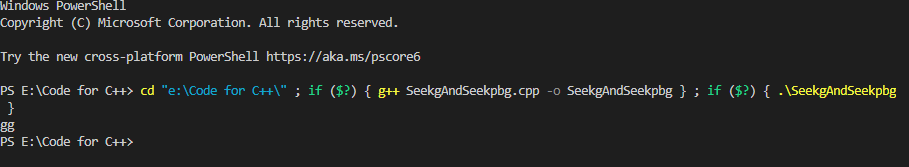 Windows PowerShell
Copyright (C) Microsoft Corporation. All rights reserved.
Try the new cross-platform PowerShell https://aka.ms/pscore6
PS E:\Code for C++> cd "e:\Code for C++\" ; if ($?) { g++ SeekgAndSeekpbg.cpp -o SeekgAndSeekpbg } ; if ($?) { .\SeekgAndSeekpbg
}
gg
PS E:\Code for C++>